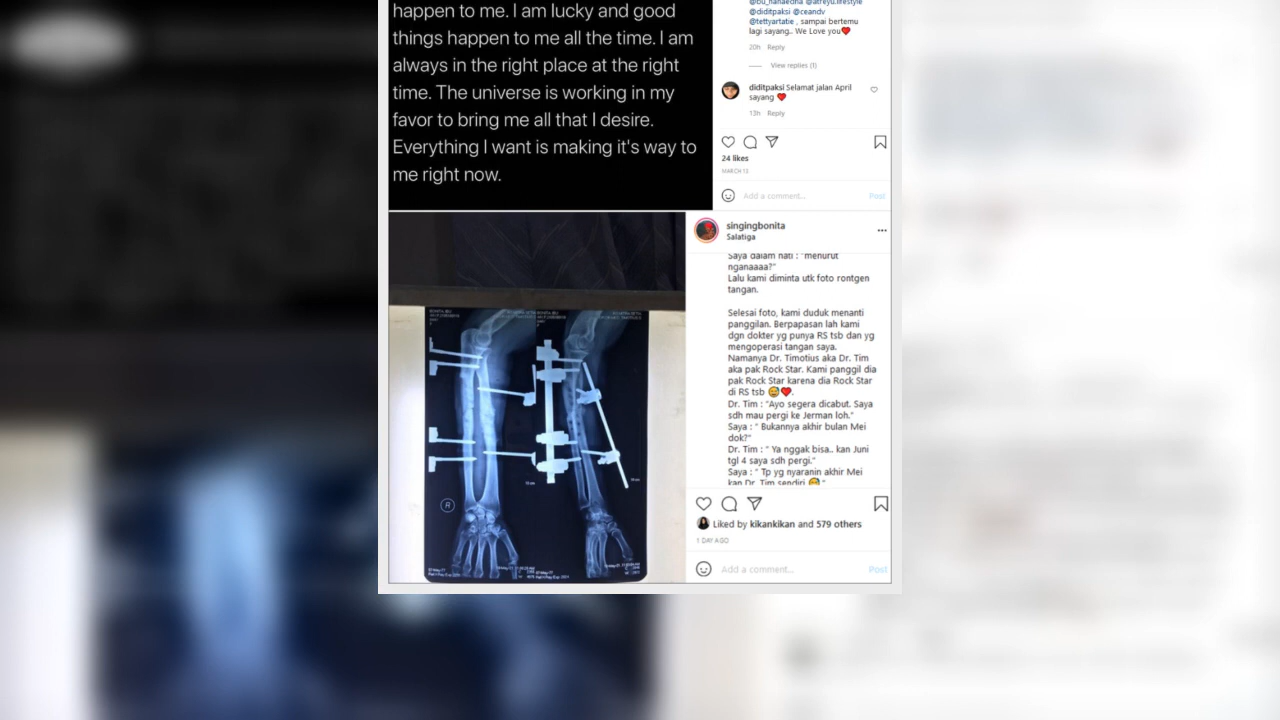 happen to me. I am lucky and good
thngs happen to me all the time. I am
always in the right place at the right
time. The universe is working in my
favor to bring me all that I desire.
Everything I want is making it's way to
me right now.
@bu_nanaedha @atreyu.lifestyle
@diditpaksi @ceandv
@tettyartatie , sampai bertemu
lagi sayang.. We Love you❤️
20h Reply
View replies (1)
diditpaksi Selamat jalan April
sayang ❤️
13h Reply
24 likes
MARCH 13
Add a comment... Post
singingbonita
Salatiga
Saya dalam hati : "menurut
nganaaaa?"
Lalu kami diminta utk foto rontgen
tangan.
Selesai foto, kami duduk menanti
panggilan. Berpapasan lah kami
dgn dokter yg punya RS tsb dan yg
mengoperasi tangan saya.
Namanya Dr. Timotius aka Dr. Tim
aka pak Rock Star. Kami panggil dia
pak Rock Star karena dia Rock Star
di RS tsb 😅❤️.
Dr. Tim : "Ayo segera dicabut. Saya
sdh mau pergi ke Jerman loh."
Saya : " Bukannya akhir bulan Mei
dok?"
Dr. Tim : " Ya nggak bisa.. kan Juni
tgl 4 saya sdh pergi."
Saya : " Tp yg nyaranin akhir Mei
kan Dr. Tim sendiri 😅 "
Liked by kikankikan and 579 others
1 DAY AGO
Add a comment... Post
R